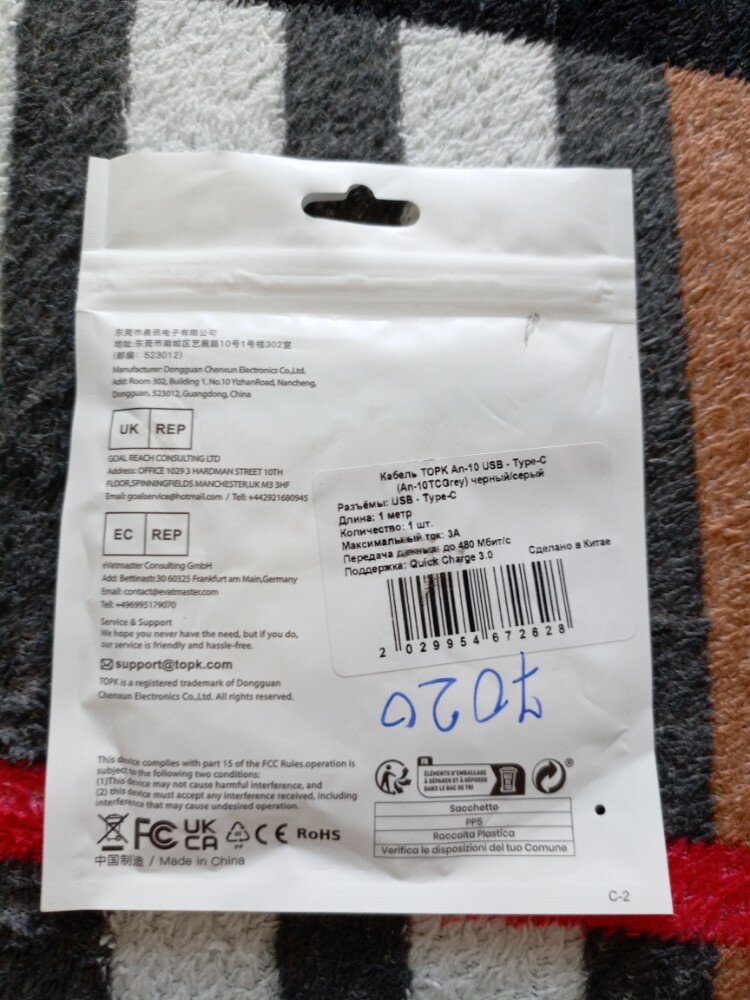 东莞市晨讯电子有限公司
地址:东莞市南城区艺展路10号1号楼302室
(邮编: 523012)
Manufacturer: Dongguan Chenxun Electronics Co.,Ltd.
Add: Room 302, Building 1, No.10 YizhanRoad, Nancheng,
Dongguan, 523012, Guangdong, China
UK REP
GOAL REACH CONSULTING LTD
Address: OFFICE 1029 3 HARDMAN STREET 10TH
FLOOR,SPINNINGFIELDS MANCHESTER,UK M3 3HF
Email: goalservice@hotmail.com / Tell: +442921680945
EC REP
eVatmaster Consulting GmbH
Add: Bettinastr.30 60325 Frankfurt am Main,Germany
Email: contact@evatmaster.com
Tell: +496995179070
Service & Support
We hope you never have the need, but if you do,
our service is friendly and hassle-free.
support@topk.com
TOPK is a registered trademark of Dongguan
Chenxun Electronics Co.,Ltd. All rights reserved.
Кабель TOPK An-10 USB - Type-C
(An-10TCGrey) черный/серый
Разъёмы: USB - Type-C
Длина: 1 метр
Количество: 1 шт.
Максимальный ток: 3А
Передача данных до 480 Мбит/с
Поддержка: Quick Charge 3.0 Сделано в Китае
2 029954 672628
7020
This device complies with part 15 of the FCC Rules.operation is
subject to the following two conditions:
(1)This device may not cause harmful interference, and
(2) this device must accept any interference received, including
interference that may cause undesired operation.
FC UK CA CE RoHS
中国制造 / Made in China
FR
ÉLÉMENTS D'EMBALLAGE
À SÉPARER ET À DÉPOSER
DANS LE BAC DE TRI
®
Sacchetto
PP5
Raccolta Plastica
Verifica le disposizioni del tuo Comune
C-2